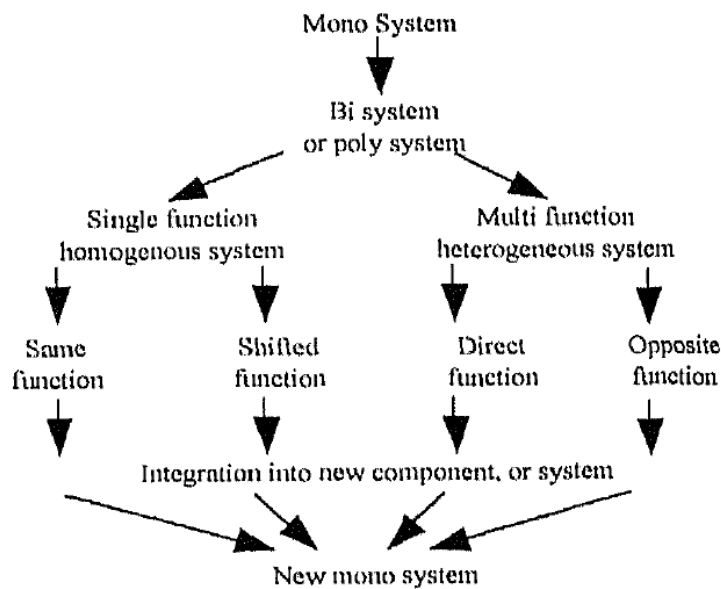 Mono System
Bi system
or poly system
Single function
homogenous system
Multi function
heterogeneous system
Same
function
Shifted
function
Direct
function
Opposite
function
Integration into new component, or system
New mono system